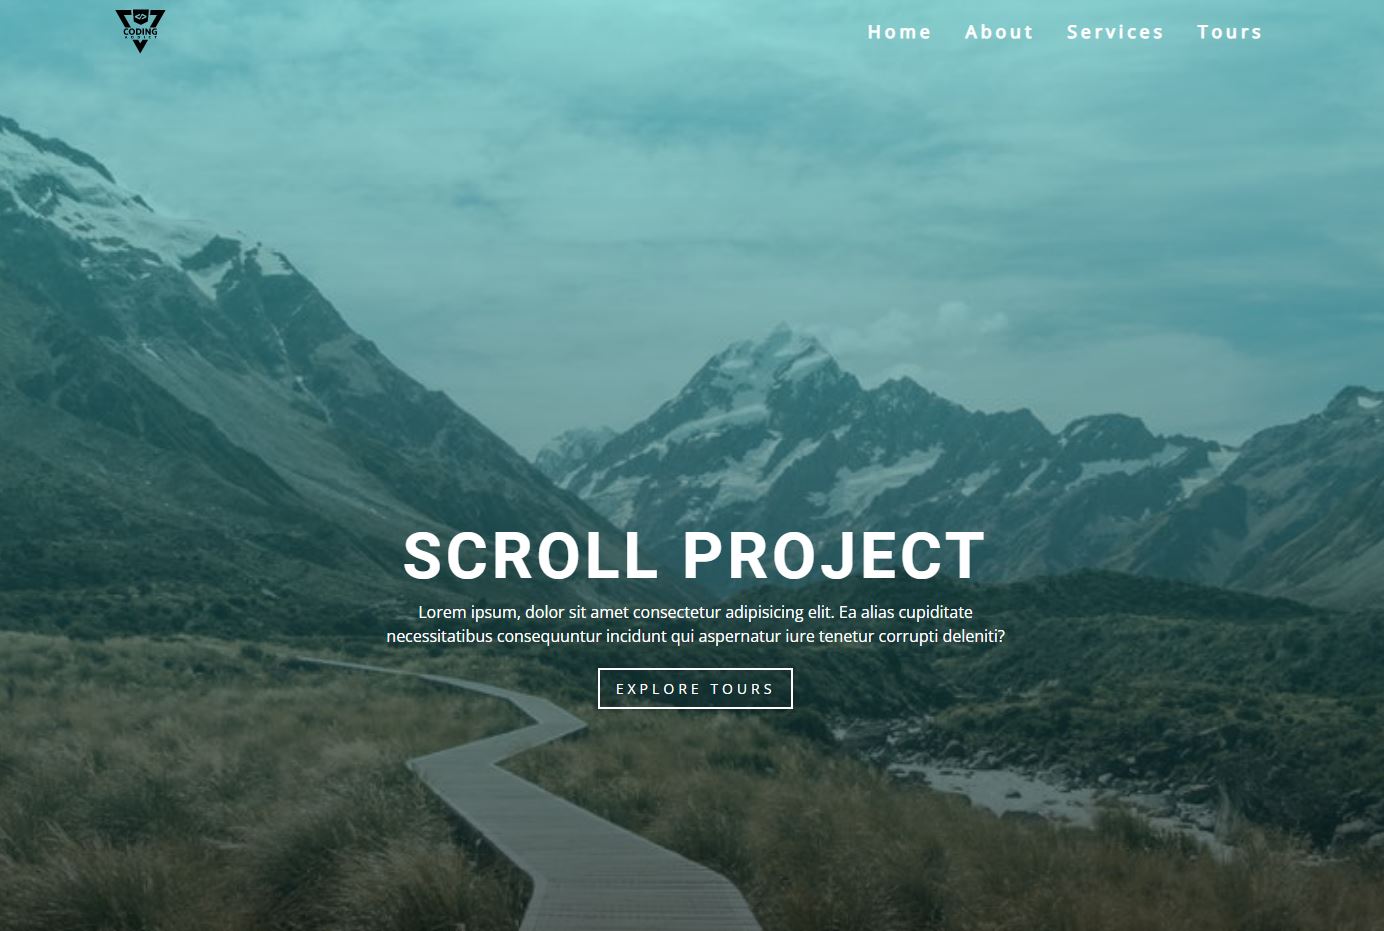 CODING
ADDICT
Home About Services Tours
SCROLL PROJECT
Lorem ipsum, dolor sit amet consectetur adipisicing elit. Ea alias cupiditate
necessitatibus consequuntur incidunt qui aspernatur iure tenetur corrupti deleniti?
EXPLORE TOURS